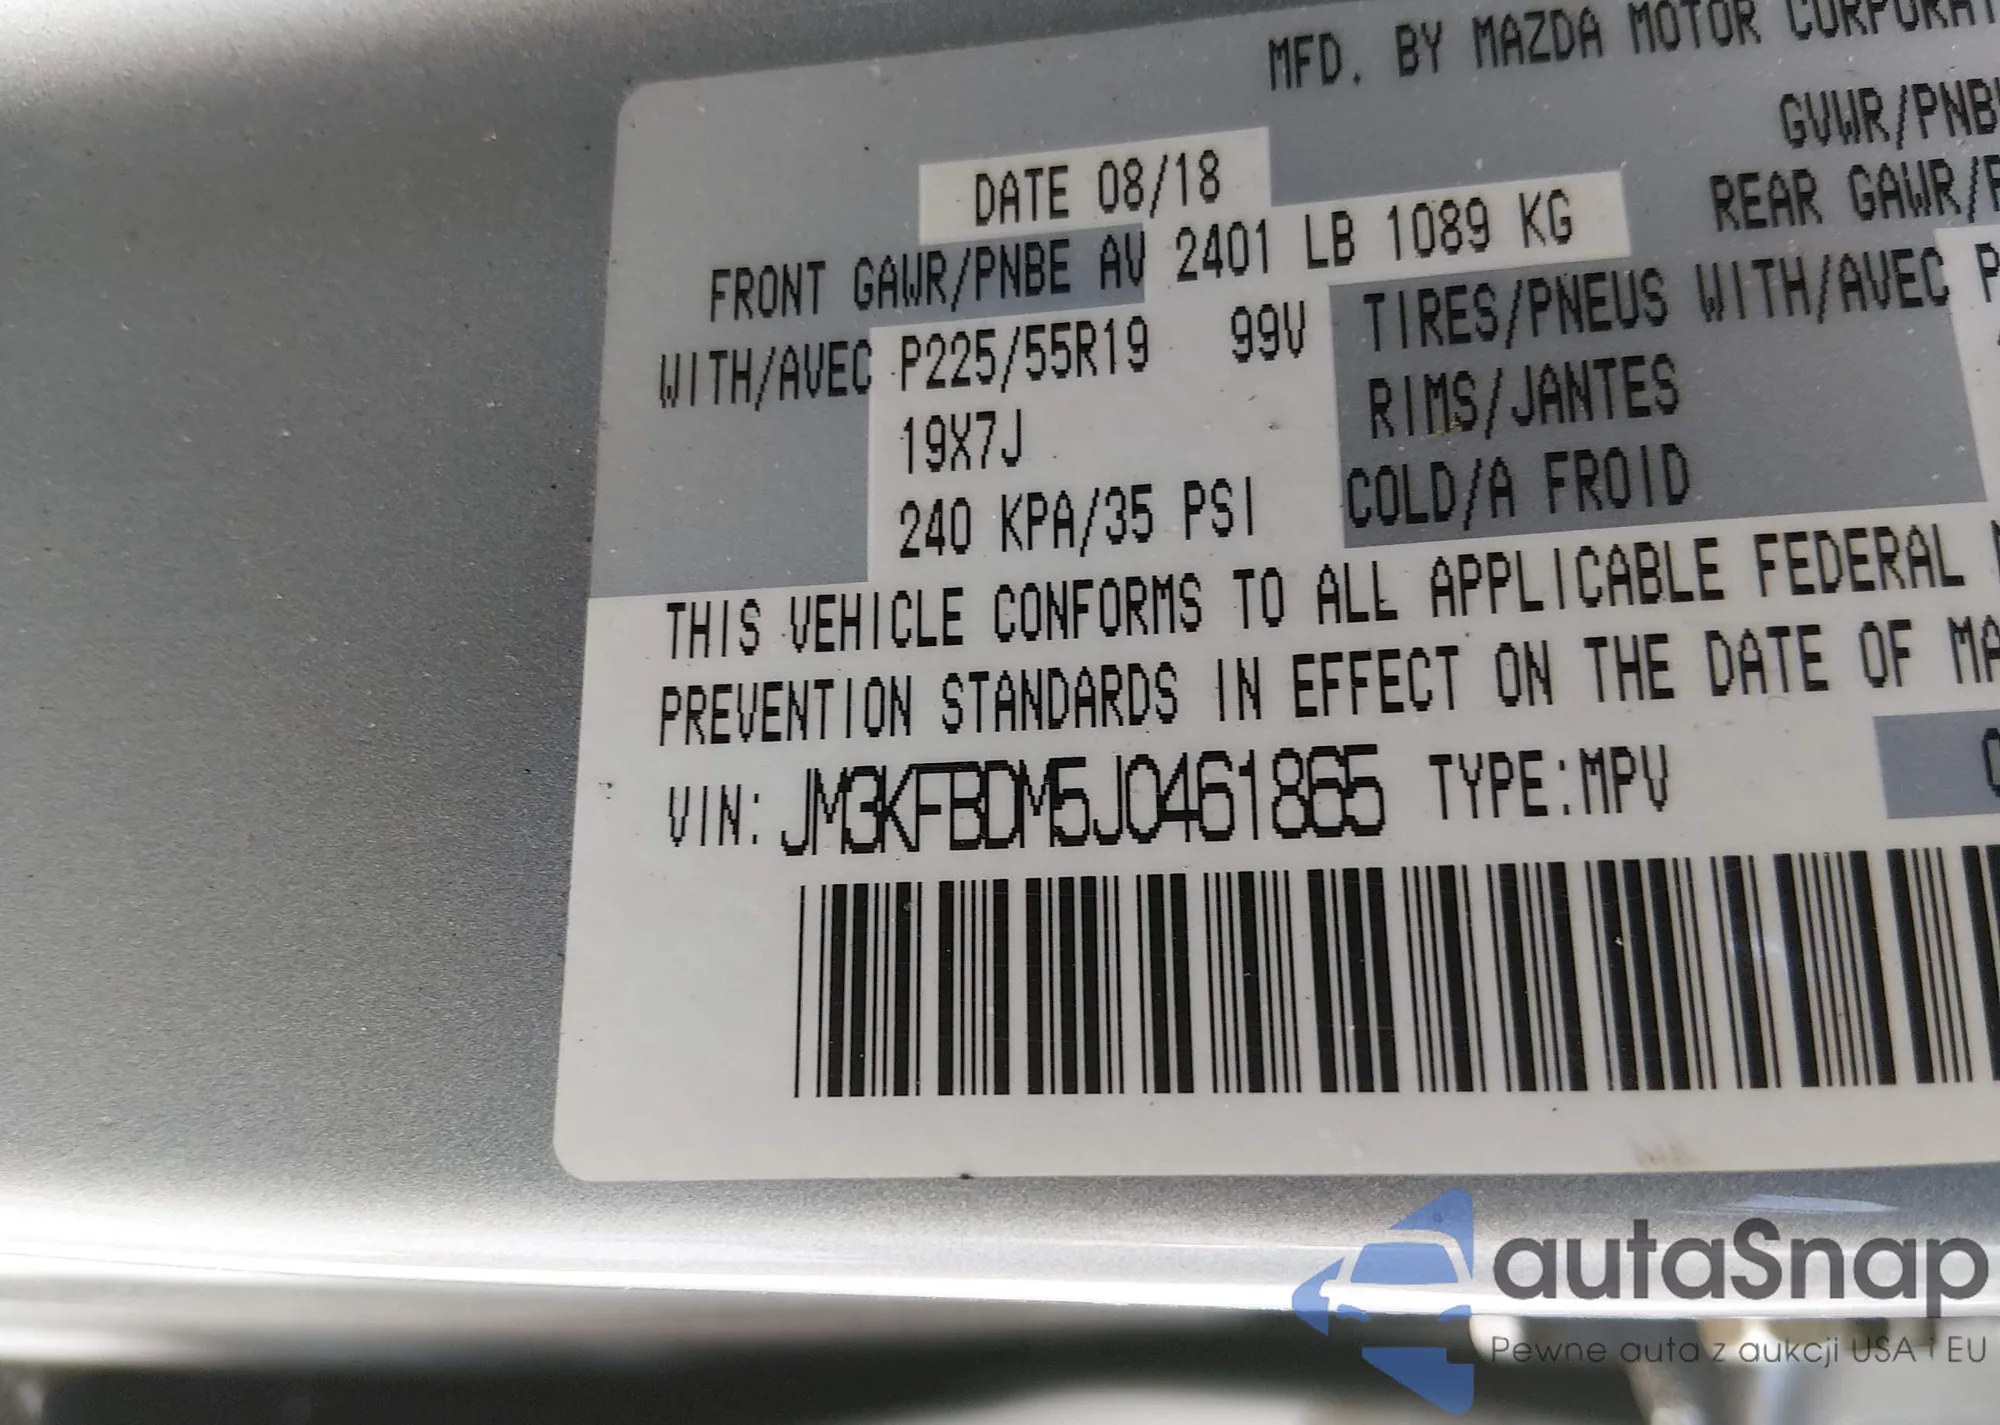 MFD. BY MAZDA MOTOR CORPORAT
GVWR/PNB
DATE 08/18
FRONT GAWR/PNBE AV 2401 LB 1089 KG REAR GAWR/P
WITH/AVEC P225/55R19 99V TIRES/PNEUS WITH/AVEC P
19X7J RIMS/JANTES
240 KPA/35 PSI COLD/A FROID
THIS VEHICLE CONFORMS TO ALL APPLICABLE FEDERAL
PREVENTION STANDARDS IN EFFECT ON THE DATE OF MA
VIN: JM3KFBDM5J0461865 TYPE:MPV
autaSnap
Pewne auta z aukcji USA i EU